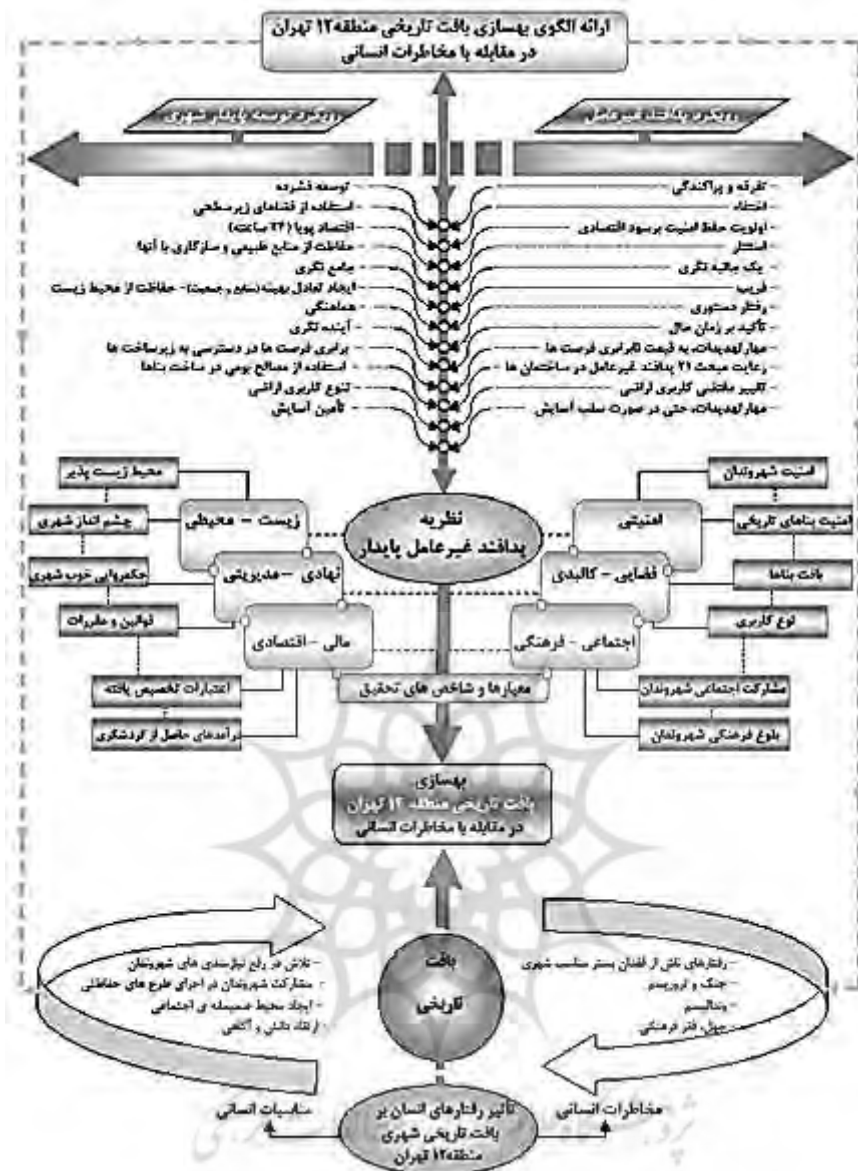 ارائه الگوی بهسازی بافت تاریخی منطقه۱۲ تهران
در مقابله با مخاطرات انسانی
رویکرد پدافند غیرعامل
رویکرد توسعه پایدار شهری
تفرقه و پراکندگی
توسعه فشرده
اختفاء
استفاده از فضاهای زیرسطحی
اولویت حفظ امنیت بر سود اقتصادی
اقتصاد پویا (۲۴ ساعته)
استتار
حفاظت از منابع طبیعی و سازگاری با آنها
یک جانبه نگری
جامع نگری
فریب
ایجاد تعادل بهینه(منابع و جمعیت)- حفاظت از محیط زیست
رفتار دستوری
هماهنگی
تأکید بر زمان حال
آینده نگری
مهارتهدیدات، به قیمت نابرابری فرصت ها
برابری فرصت ها در دسترسی به زیرساخت ها
رعایت مبحث ۲۱ پدافند غیرعامل در ساختمان ها
استفاده از مصالح بومی در ساخت بناها
کاربری اراضی
تنوع کاربری اراضی
مهارتهدیدات، حتی در صورت سلب آسایش
تأمین آسایش
امنیت شهروندان
امنیت بناهای تاریخی
بافت بناها
نوع کاربری
مشارکت اجتماعی شهروندان
بلوغ فرهنگی شهروندان
امنیتی
فضایی - کالبدی
اجتماعی - فرهنگی
نظریه
پدافند غیرعامل پایدار
زیست - محیطی
نهادی -مدیریتی
مالی -اقتصادی
محیط زیست پذیر
چشم انداز شهری
حکمروایی خوب شهری
قوانین و مقررات
اعتبارات تخصیص یافته
درآمدهای حاصل از گردشگری
معیارها و شاخص های تحقیق
بهسازی
بافت تاریخی منطقه ۱۲ تهران
در مقابله با مخاطرات انسانی
بافت
تاریخی
- رفتارهای ناشی از فقدان بستر مناسب شهری
- جنگ و تروریسم
- وندالیسم
- جهل، فقر فرهنگی
- تلاش در رفع نیازمندی های شهروندان
- مشارکت شهروندان در اجرای طرح های حفاظتی
- ایجاد محیط صمیمانه ی اجتماعی
- ارتقاء دانش و آگاهی
مخاطرات انسانی
مناسبات انسانی
تأثیر رفتارهای انسان بر
بافت تاریخی شهری
منطقه۱۲ تهران